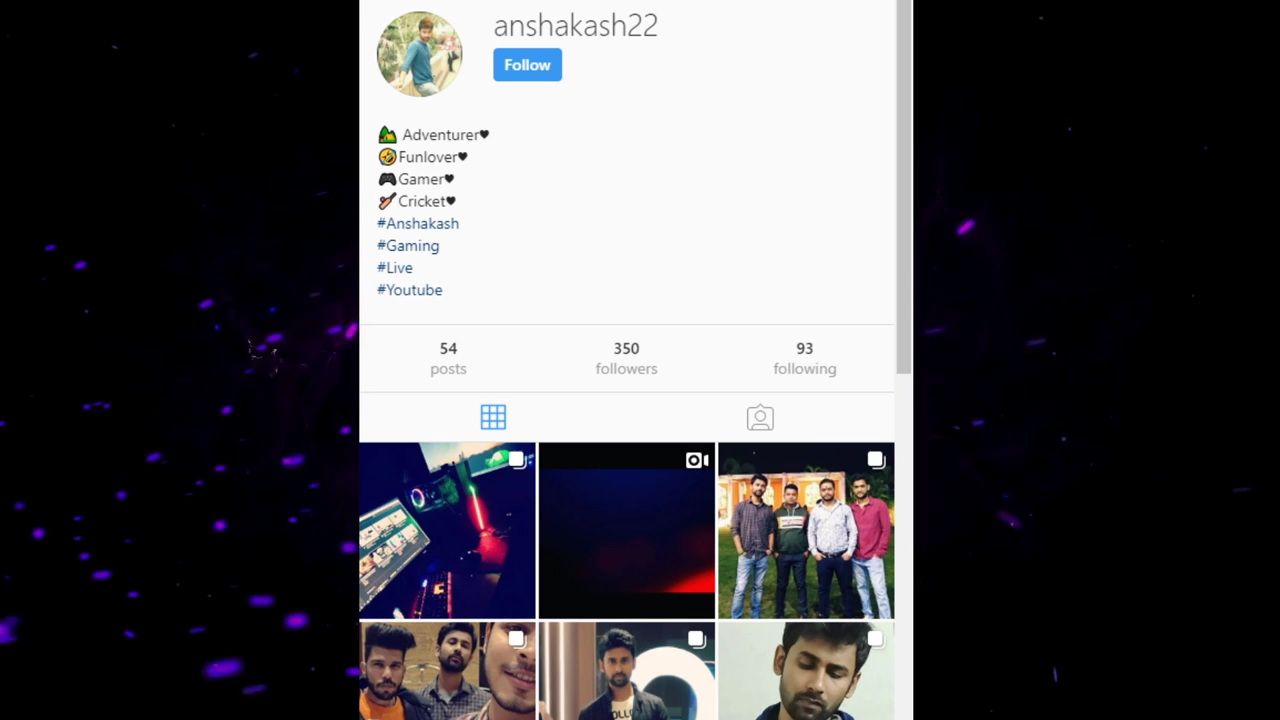 anshakash22
Follow
Adventurer♥
Funlover♥
Gamer♥
Cricket♥
#Anshakash
#Gaming
#Live
#Youtube
54 350 93
posts followers following